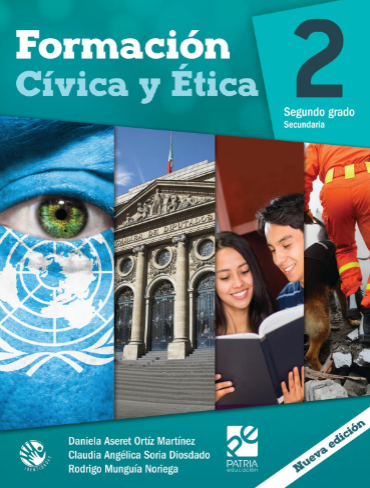 Formación
Cívica y Ética
2
Segundo grado
Secundaria
Daniela Aseret Ortíz Martínez
Claudia Angélica Soria Diosdado
Rodrigo Munguía Noriega
PATRIA
educación
Nueva edición